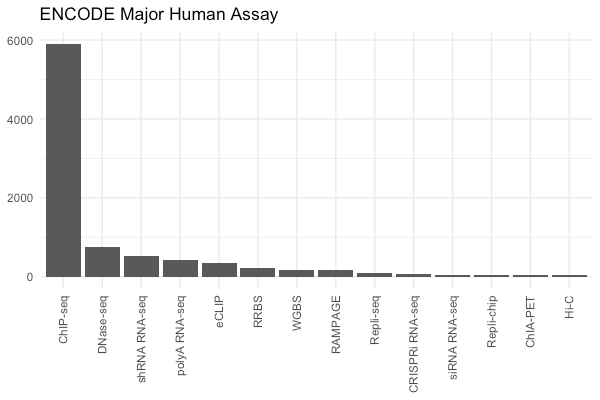 ENCODE Major Human Assay
6000
4000
2000
0
ChIP-seq
DNase-seq
shRNA RNA-seq
polyA RNA-seq
eCLIP
RRBS
WGBS
RAMPAGE
Repli-seq
CRISPRi RNA-seq
siRNA RNA-seq
Repli-chip
ChIA-PET
Hi-C